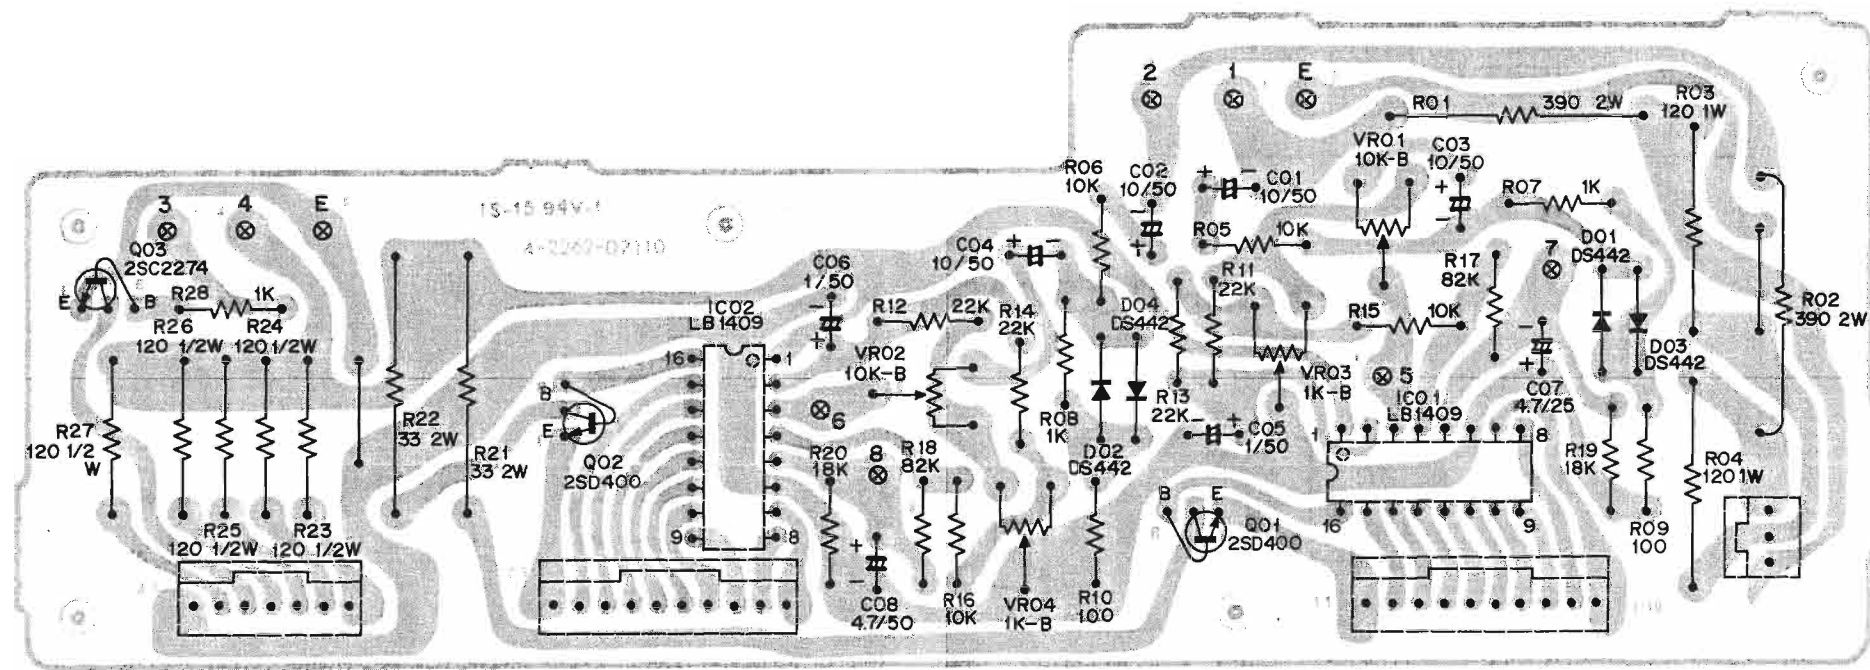 2
1
E
R01
390 2W
R03
120 1W
VR01
10K-B
C03
10/50
R06
10K
C02
10/50
+
-
C01
10/50
R07
1K
3
4
E
1S-15 94V-
A-2262-07110
Q03
2SC2274
E
B
R28
1K
R26
120 1/2W
R24
120 1/2W
C04
10/50
+
-
R05
10K
R17
82K
7
D01
DS442
R02
390 2W
C06
1/50
-
+
IC02
LB1409
R12
22K
R14
22K
D04
DS442
R11
22K
R15
10K
D03
DS442
16
1
VR02
10K-B
R13
22K
VR03
1K-B
5
IC01
LB1409
C07
4.7/25
-
+
R27
120 1/2
W
R22
33 2W
R21
33 2W
B
E
Q02
2SD400
6
R20
18K
8
R18
82K
R08
1K
D02
DS442
-
+
C05
1/50
1
8
R19
18K
R04
120 1W
R25
120 1/2W
R23
120 1/2W
9
8
B
E
Q01
2SD400
16
9
R09
100
+
-
C08
4.7/50
R16
10K
VR04
1K-B
R10
100
11